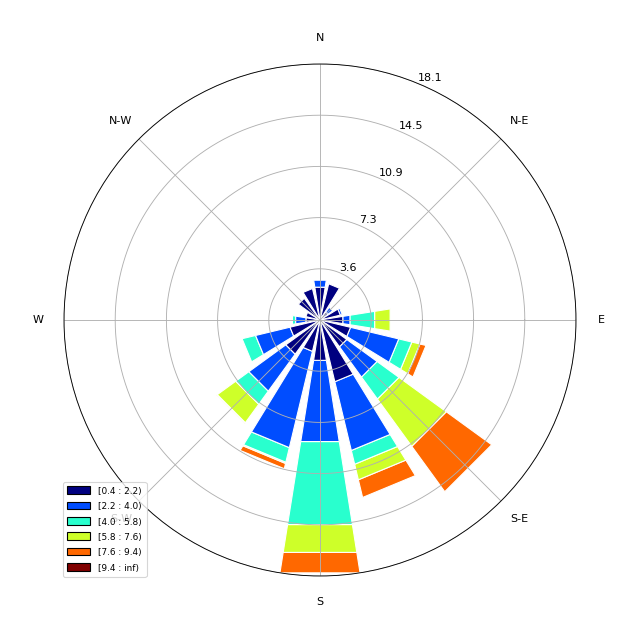 N
18.1
N-W
14.5
N-E
10.9
7.3
3.6
W
E
[0.4 : 2.2)
[2.2 : 4.0)
[4.0 : 5.8)
[5.8 : 7.6)
[7.6 : 9.4)
[9.4 : inf)
S-W
S-E
S